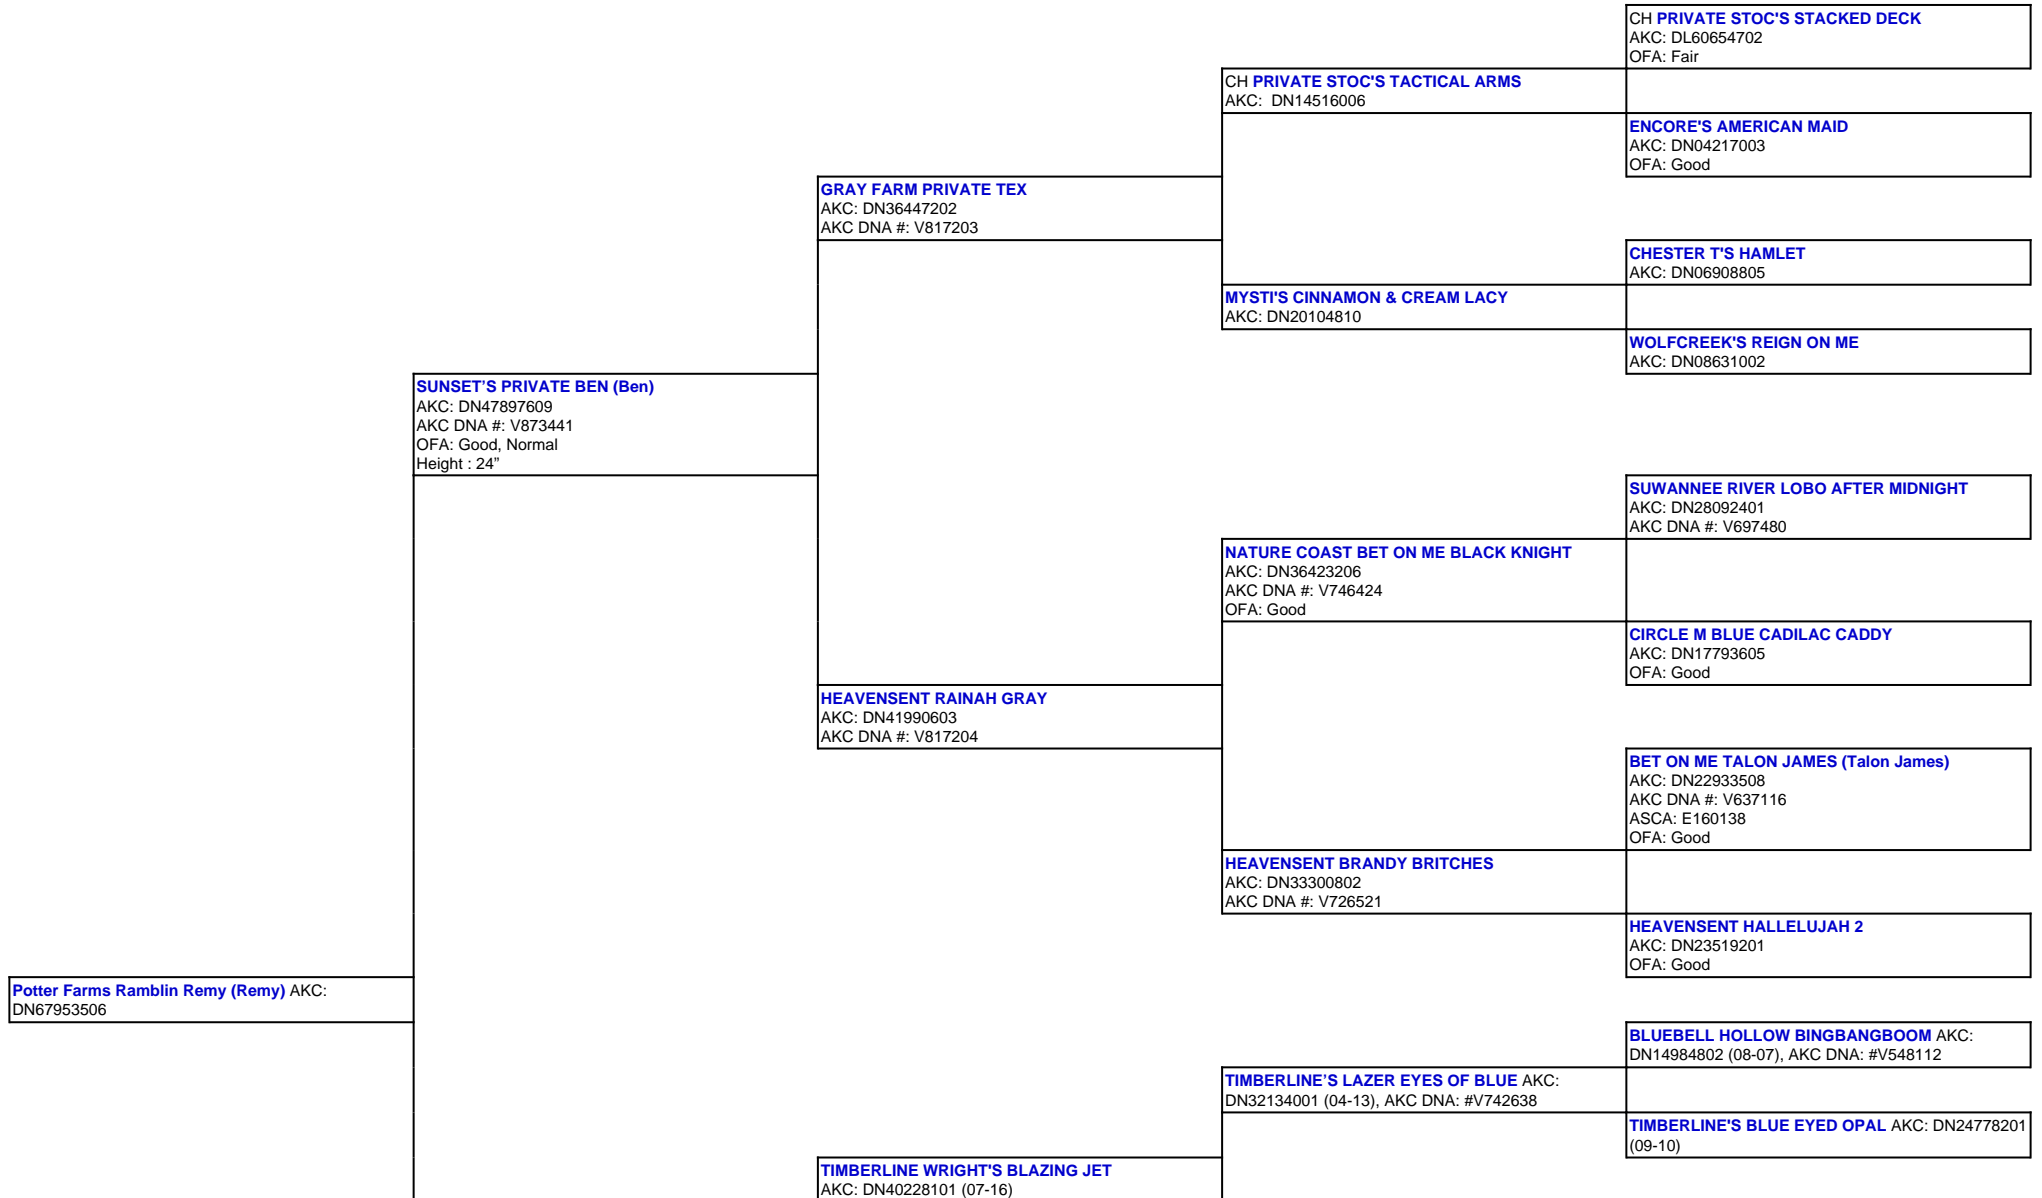 CH PRIVATE STOC'S STACKED DECK
AKC: DL60654702
OFA: Fair
CH PRIVATE STOC'S TACTICAL ARMS
AKC:  DN14516006
ENCORE'S AMERICAN MAID
AKC: DN04217003
OFA: Good
GRAY FARM PRIVATE TEX
AKC: DN36447202
AKC DNA #: V817203
CHESTER T'S HAMLET
AKC: DN06908805
MYSTI'S CINNAMON & CREAM LACY
AKC: DN20104810
WOLFCREEK'S REIGN ON ME
AKC: DN08631002
SUNSET’S PRIVATE BEN (Ben)
AKC: DN47897609
AKC DNA #: V873441
OFA: Good, Normal
Height : 24”
SUWANNEE RIVER LOBO AFTER MIDNIGHT
AKC: DN28092401
AKC DNA #: V697480
NATURE COAST BET ON ME BLACK KNIGHT
AKC: DN36423206
AKC DNA #: V746424
OFA: Good
CIRCLE M BLUE CADILAC CADDY
AKC: DN17793605
OFA: Good
HEAVENSENT RAINAH GRAY
AKC: DN41990603
AKC DNA #: V817204
BET ON ME TALON JAMES (Talon James)
AKC: DN22933508
AKC DNA #: V637116
ASCA: E160138
OFA: Good
HEAVENSENT BRANDY BRITCHES
AKC: DN33300802
AKC DNA #: V726521
HEAVENSENT HALLELUJAH 2
AKC: DN23519201
OFA: Good
Potter Farms Ramblin Remy (Remy) AKC:
DN67953506
BLUEBELL HOLLOW BINGBANGBOOM AKC:
DN14984802 (08-07), AKC DNA: #V548112
TIMBERLINE’S LAZER EYES OF BLUE AKC:
DN32134001 (04-13), AKC DNA: #V742638
TIMBERLINE'S BLUE EYED OPAL AKC: DN24778201
(09-10)
TIMBERLINE WRIGHT'S BLAZING JET
AKC: DN40228101 (07-16)